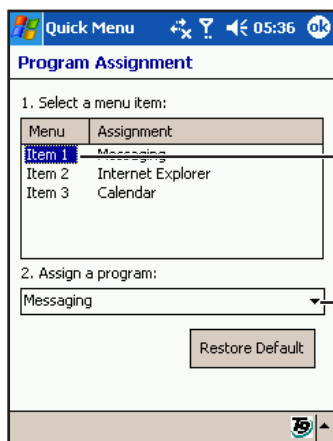 Quick Menu 05:36 ok
Program Assignment
1. Select a menu item:
Menu Assignment
Item 1 Messaging
Item 2 Internet Explorer
Item 3 Calendar
2. Assign a program:
Messaging
Restore Default
T9